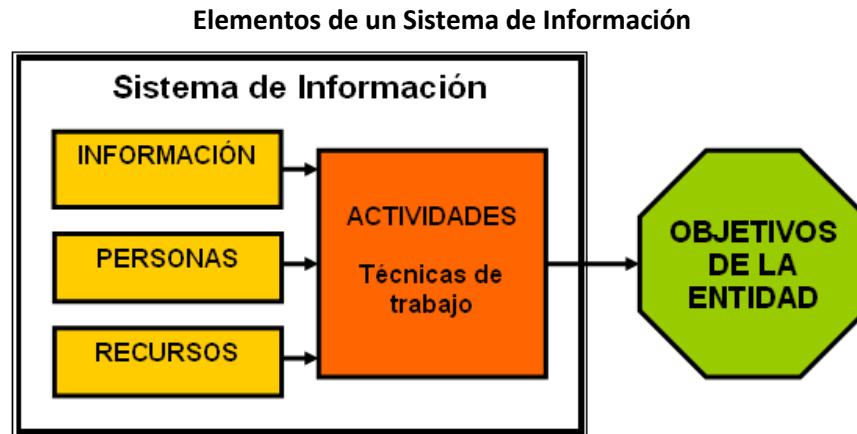 Elementos de un Sistema de Información
Sistema de Información
INFORMACIÓN
PERSONAS
RECURSOS
ACTIVIDADES
Técnicas de
trabajo
OBJETIVOS
DE LA
ENTIDAD